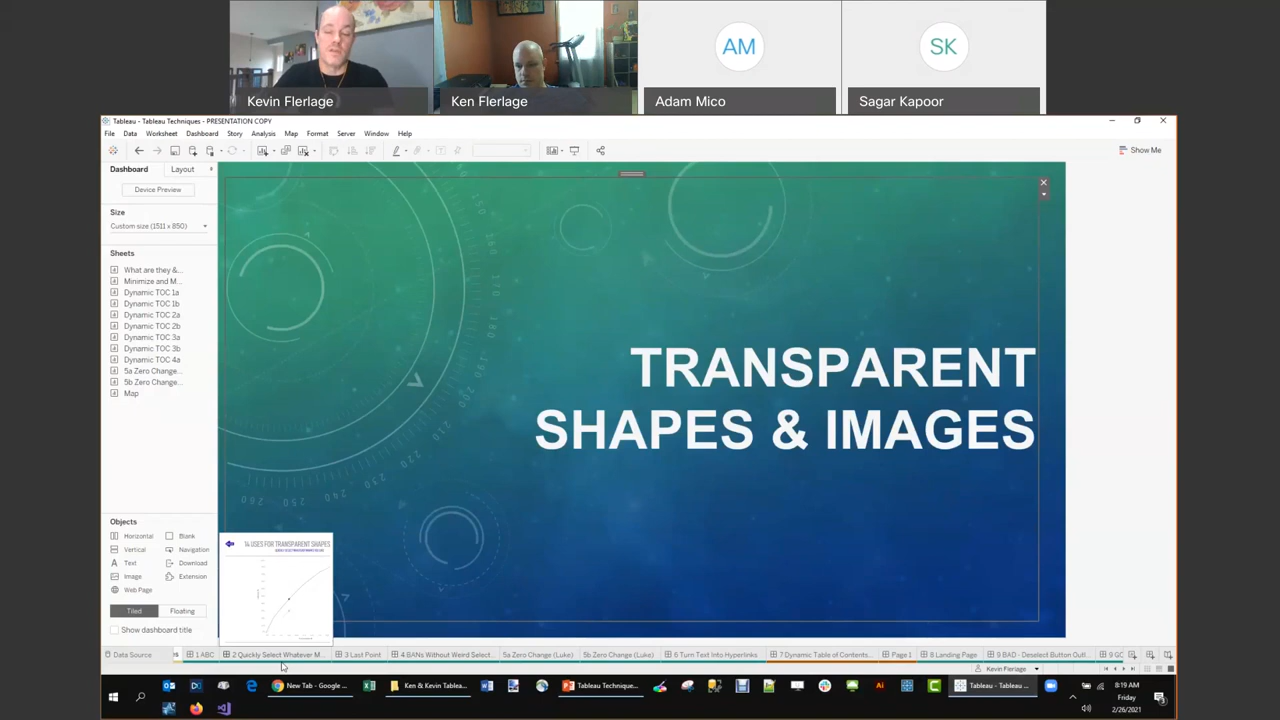 AM
SK
Kevin Flerlage
Ken Flerlage
Adam Mico
Sagar Kapoor
Tableau - Tableau Techniques - PRESENTATION COPY
File Data Worksheet Dashboard Story Analysis Map Format Server Window Help
Show Me
Dashboard Layout
Device Preview
Size
Custom size (1511 x 850)
Sheets
What are they &...
Minimize and M...
Dynamic TOC 1a
Dynamic TOC 1b
Dynamic TOC 2a
Dynamic TOC 2b
Dynamic TOC 3a
Dynamic TOC 3b
Dynamic TOC 4a
5a Zero Change...
5b Zero Change...
Map
TRANSPARENT
SHAPES & IMAGES
Objects
Horizontal Blank
Vertical Navigation
Text Download
Image Extension
Web Page
Tiled Floating
Show dashboard title
14 USES FOR TRANSPARENT SHAPES
Data Source 1 ABC 2 Quickly Select Whatever M... 3 Last Point 4 BANs Without Weird Select... 5a Zero Change (Luke) 5b Zero Change (Luke) 6 Turn Text Into Hyperlinks 7 Dynamic Table of Contents... Page 1 8 Landing Page 9 BAD - Deselect Button Outl...
Kevin Flerlage
New Tab - Google ... Ken & Kevin Tablea... Tableau Technique... Tableau - Tableau ...
8:19 AM
Friday
2/26/2021